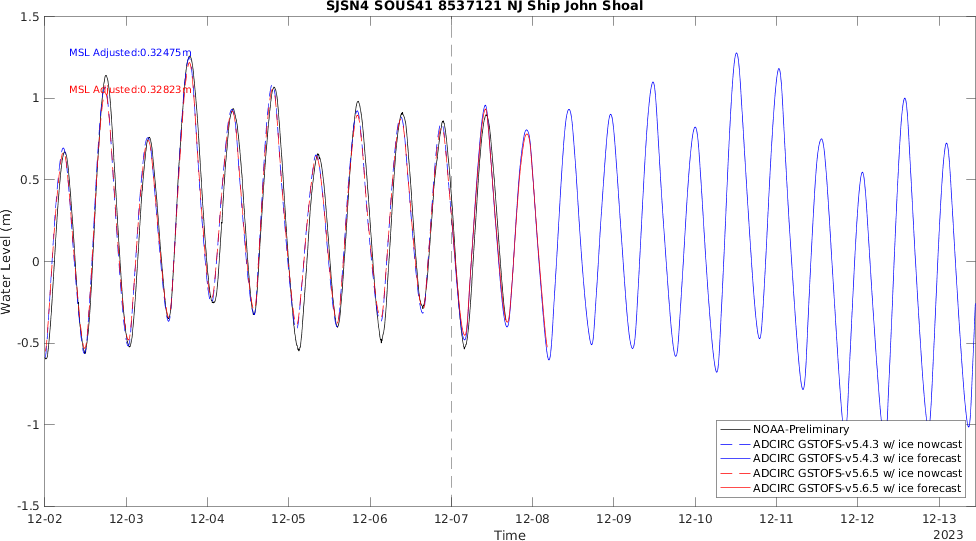 SJSN4 SOUS41 8537121 NJ Ship John Shoal
MSL Adjusted:0.32475m
MSL Adjusted:0.32823m
Water Level (m)
1.5
1
0.5
0
-0.5
-1
-1.5
NOAA-Preliminary
ADCIRC GSTOFS-v5.4.3 w/ ice nowcast
ADCIRC GSTOFS-v5.4.3 w/ ice forecast
ADCIRC GSTOFS-v5.6.5 w/ ice nowcast
ADCIRC GSTOFS-v5.6.5 w/ ice forecast
12-02 12-03 12-04 12-05 12-06 12-07 12-08 12-09 12-10 12-11 12-12 12-13
Time
2023